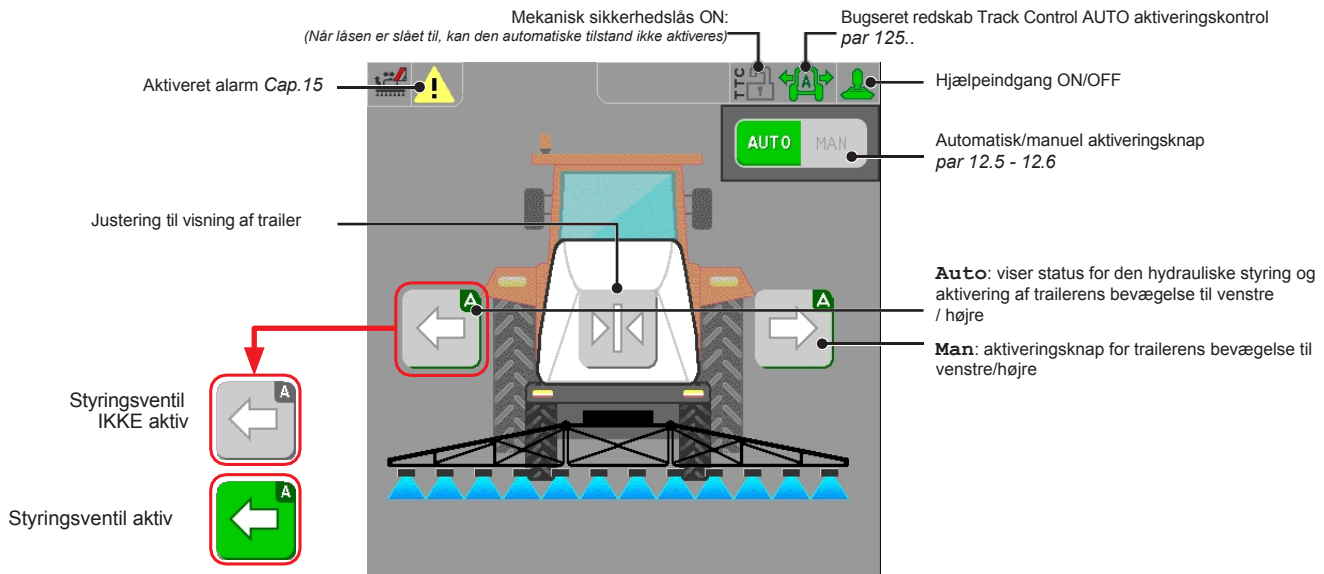 Mekanisk sikkerhedslås ON:
(Når låsen er slået til, kan den automatiske tilstand ikke aktiveres)
Bugseret redskab Track Control AUTO aktiveringskontrol
par 125..
Aktiveret alarm Cap.15
TTC
A
Hjælpeindgang ON/OFF
AUTO MAN
Automatisk/manuel aktiveringsknap
par 12.5 - 12.6
Justering til visning af trailer
A
A
Auto: viser status for den hydrauliske styring og
aktivering af trailerens bevægelse til venstre
/ højre
Man: aktiveringsknap for trailerens bevægelse til
venstre/højre
Styringsventil
IKKE aktiv
A
Styringsventil aktiv
A